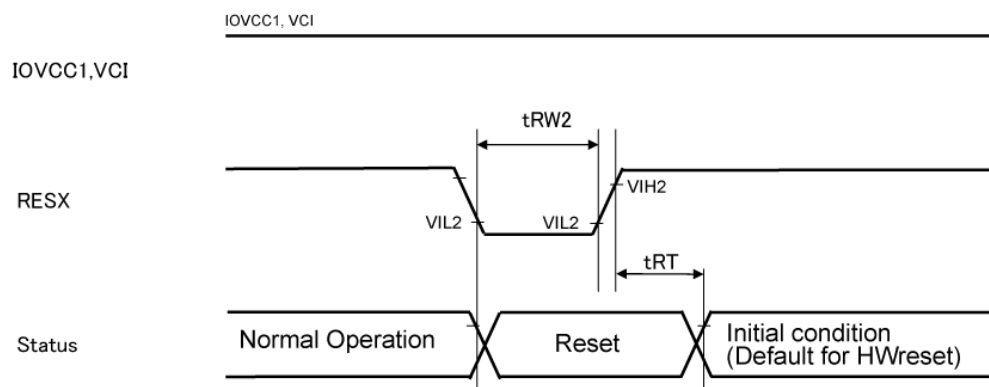 IOVCC1, VCI
IOVCC1,VCI
tRW2
RESX
VIH2
VIL2
VIL2
tRT
Status
Normal Operation
Reset
Initial condition
(Default for HWreset)